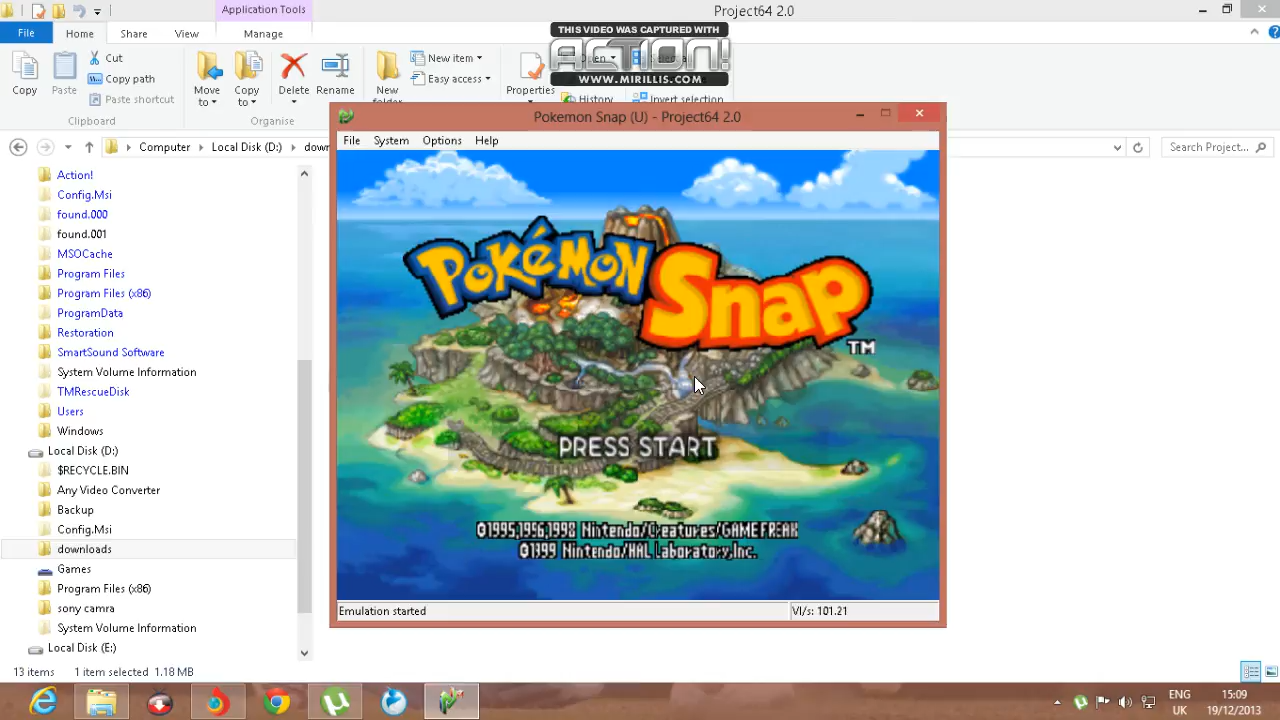 Application Tools
Project64 2.0
File
Home
Share
View
Manage
THIS VIDEO WAS CAPTURED WITH
ACTION!
WWW.MIRILLIS.COM
Copy
Paste
Cut
Copy path
Paste shortcut
Move to
Copy To
Delete
Rename
New folder
New item
Easy access
Properties
History
Invert selection
Clipboard
Organise
Computer
Local Disk (D:)
Search Project...
Pokemon Snap (U) - Project64 2.0
File
System
Options
Help
POKéMON Snap
TM
PRESS START
©1995,1996,1998 Nintendo/Creatures/GAME FREAK
©1999 Nintendo/HAL Laboratory,Inc.
Emulation started
VI/s: 101.21
Action!
Config.Msi
found.000
found.001
MSOCache
Program Files
Program Files (x86)
ProgramData
Restoration
SmartSound Software
System Volume Information
TMRescueDisk
Users
Windows
Local Disk (D:)
$RECYCLE.BIN
Any Video Converter
Backup
Config.Msi
downloads
Games
Program Files (x86)
sony camra
System Volume Information
Local Disk (E:)
13 items
1 item selected
1.18 MB
ENG
UK
15:09
19/12/2013